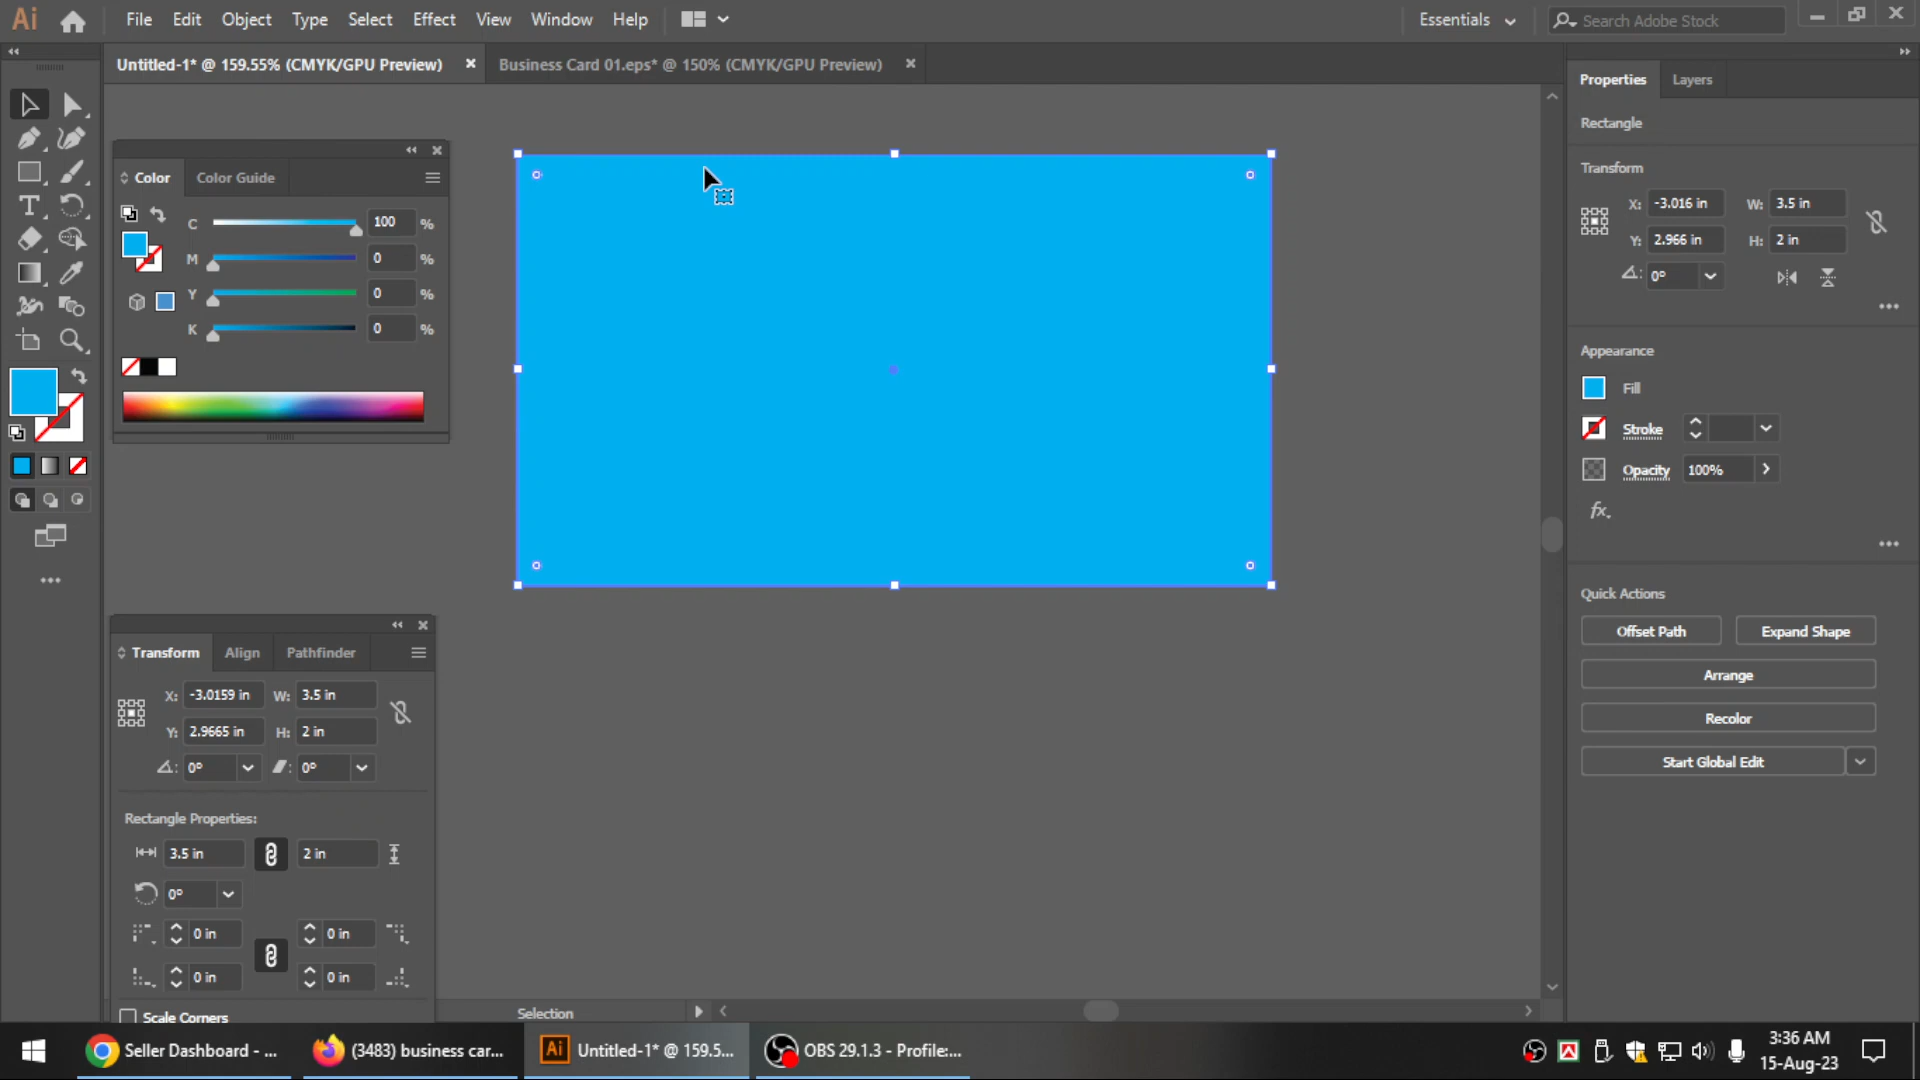 Ai File Edit Object Type Select Effect View Window Help Essentials Search Adobe Stock
Untitled-1* @ 159.55% (CMYK/GPU Preview) × Business Card 01.eps* @ 150% (CMYK/GPU Preview) ×
Color Color Guide
C 100 %
M 0 %
Y 0 %
K 0 %
Transform Align Pathfinder
X: -3.0159 in W: 3.5 in
Y: 2.9665 in H: 2 in
0° 0°
Rectangle Properties:
3.5 in 2 in
0°
0 in 0 in
0 in 0 in
Scale Corners
Selection
Properties Layers
Rectangle
Transform
X: -3.016 in W: 3.5 in
Y: 2.966 in H: 2 in
0°
Appearance
Fill
Stroke
Opacity 100%
fx.
Quick Actions
Offset Path Expand Shape
Arrange
Recolor
Start Global Edit
Seller Dashboard - ... (3483) business car... Ai Untitled-1* @ 159.5... OBS 29.1.3 - Profile:...
3:36 AM
15-Aug-23